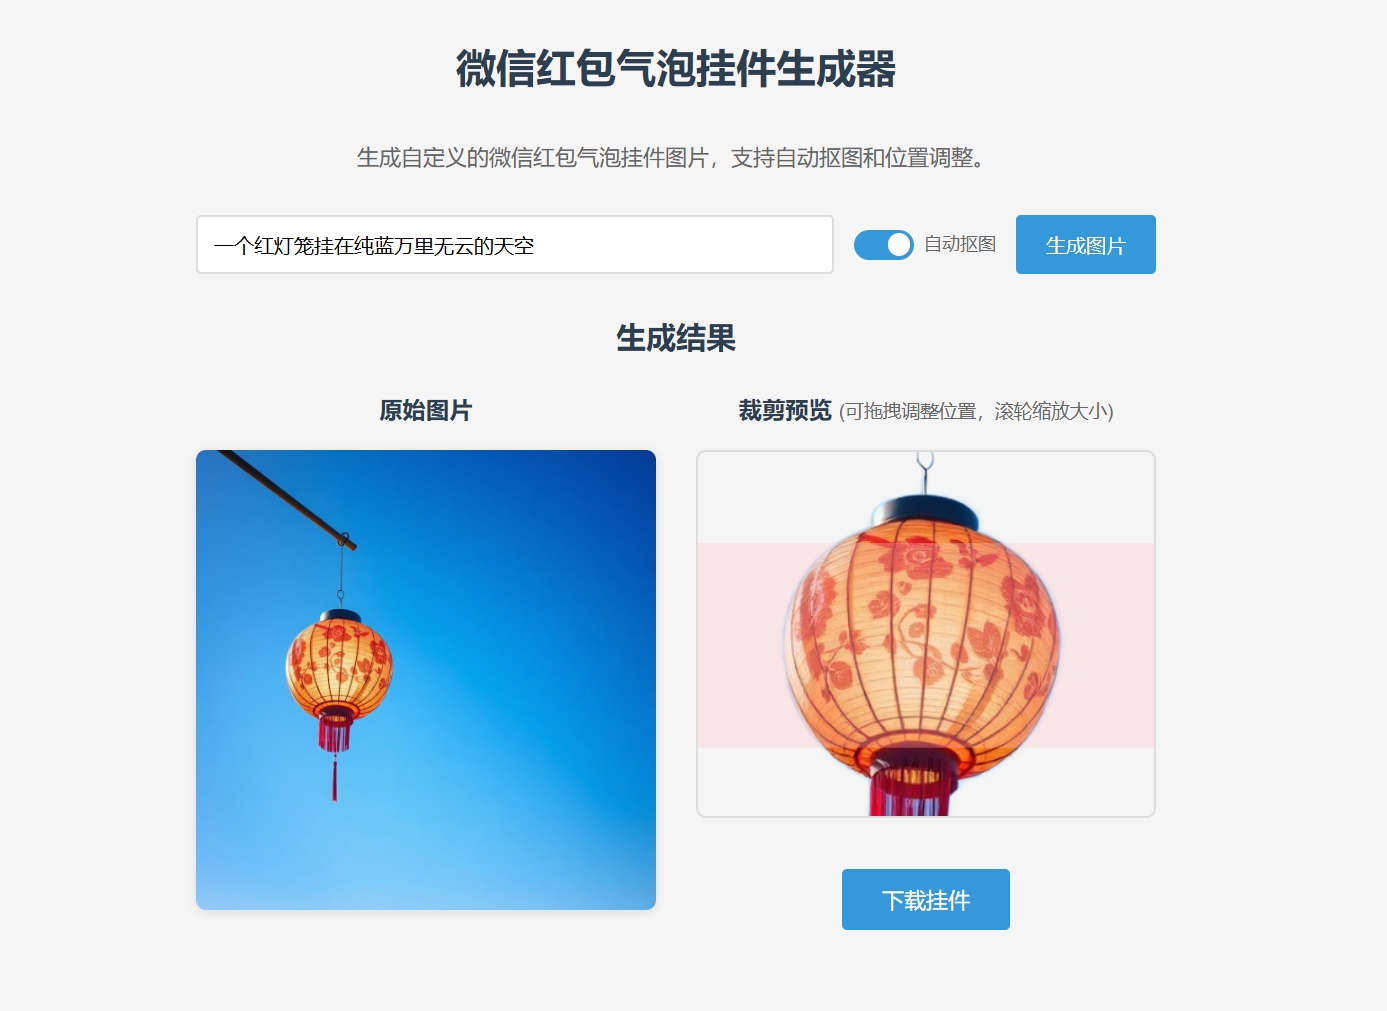 微信红包气泡挂件生成器
生成自定义的微信红包气泡挂件图片，支持自动抠图和位置调整。
一个红灯笼挂在纯蓝万里无云的天空
自动抠图
生成图片
生成结果
原始图片
裁剪预览 (可拖拽调整位置，滚轮缩放大小)
下载挂件